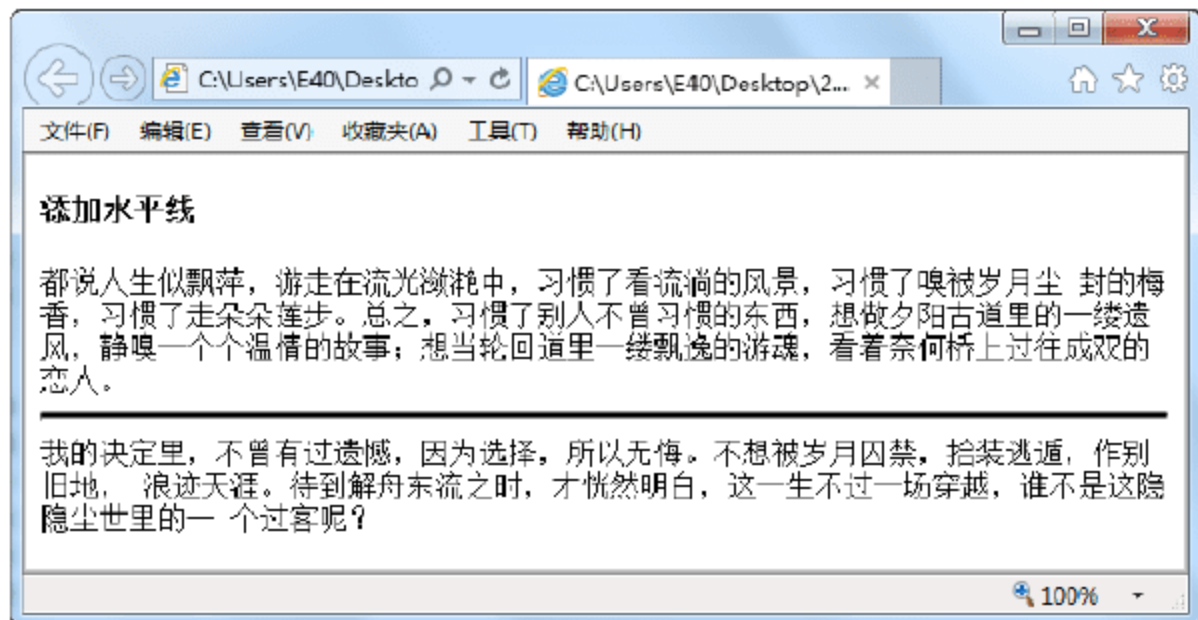 C:\Users\E40\Deskto
C:\Users\E40\Desktop\2...
文件(F) 编辑(E) 查看(V) 收藏夹(A) 工具(T) 帮助(H)
添加水平线
都说人生似飘萍，游走在流光潋滟中，习惯了看流淌的风景，习惯了嗅被岁月尘 封的梅
香，习惯了走朵朵莲步。总之，习惯了别人不曾习惯的东西，想做夕阳古道里的一缕遗
风，静嗅一个个温情的故事；想当轮回道里一缕飘逸的游魂，看着奈何桥上过往成双的
恋人。
我的决定里，不曾有过遗憾，因为选择，所以无悔。不想被岁月囚禁，拾装逃遁，作别
旧地， 浪迹天涯。待到解舟东流之时，才恍然明白，这一生不过一场穿越，谁不是这隐
隐尘世里的一 个过客呢？
100%